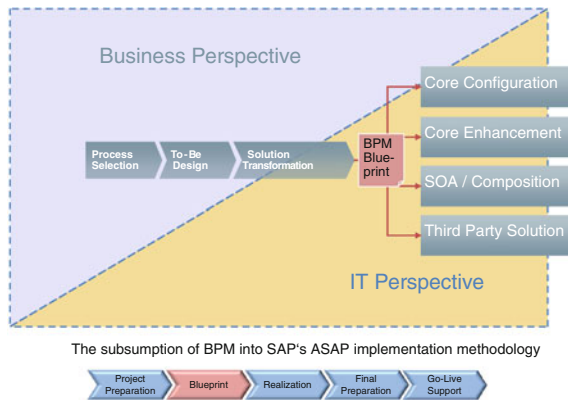 Business Perspective
Core Configuration
Core Enhancement
SOA / Composition
Third Party Solution
Process
Selection
To-Be
Design
Solution
Transformation
BPM
Blue-
print
IT Perspective
The subsumption of BPM into SAP‘s ASAP implementation methodology
Project
Preparation
Blueprint
Realization
Final
Preparation
Go-Live
Support